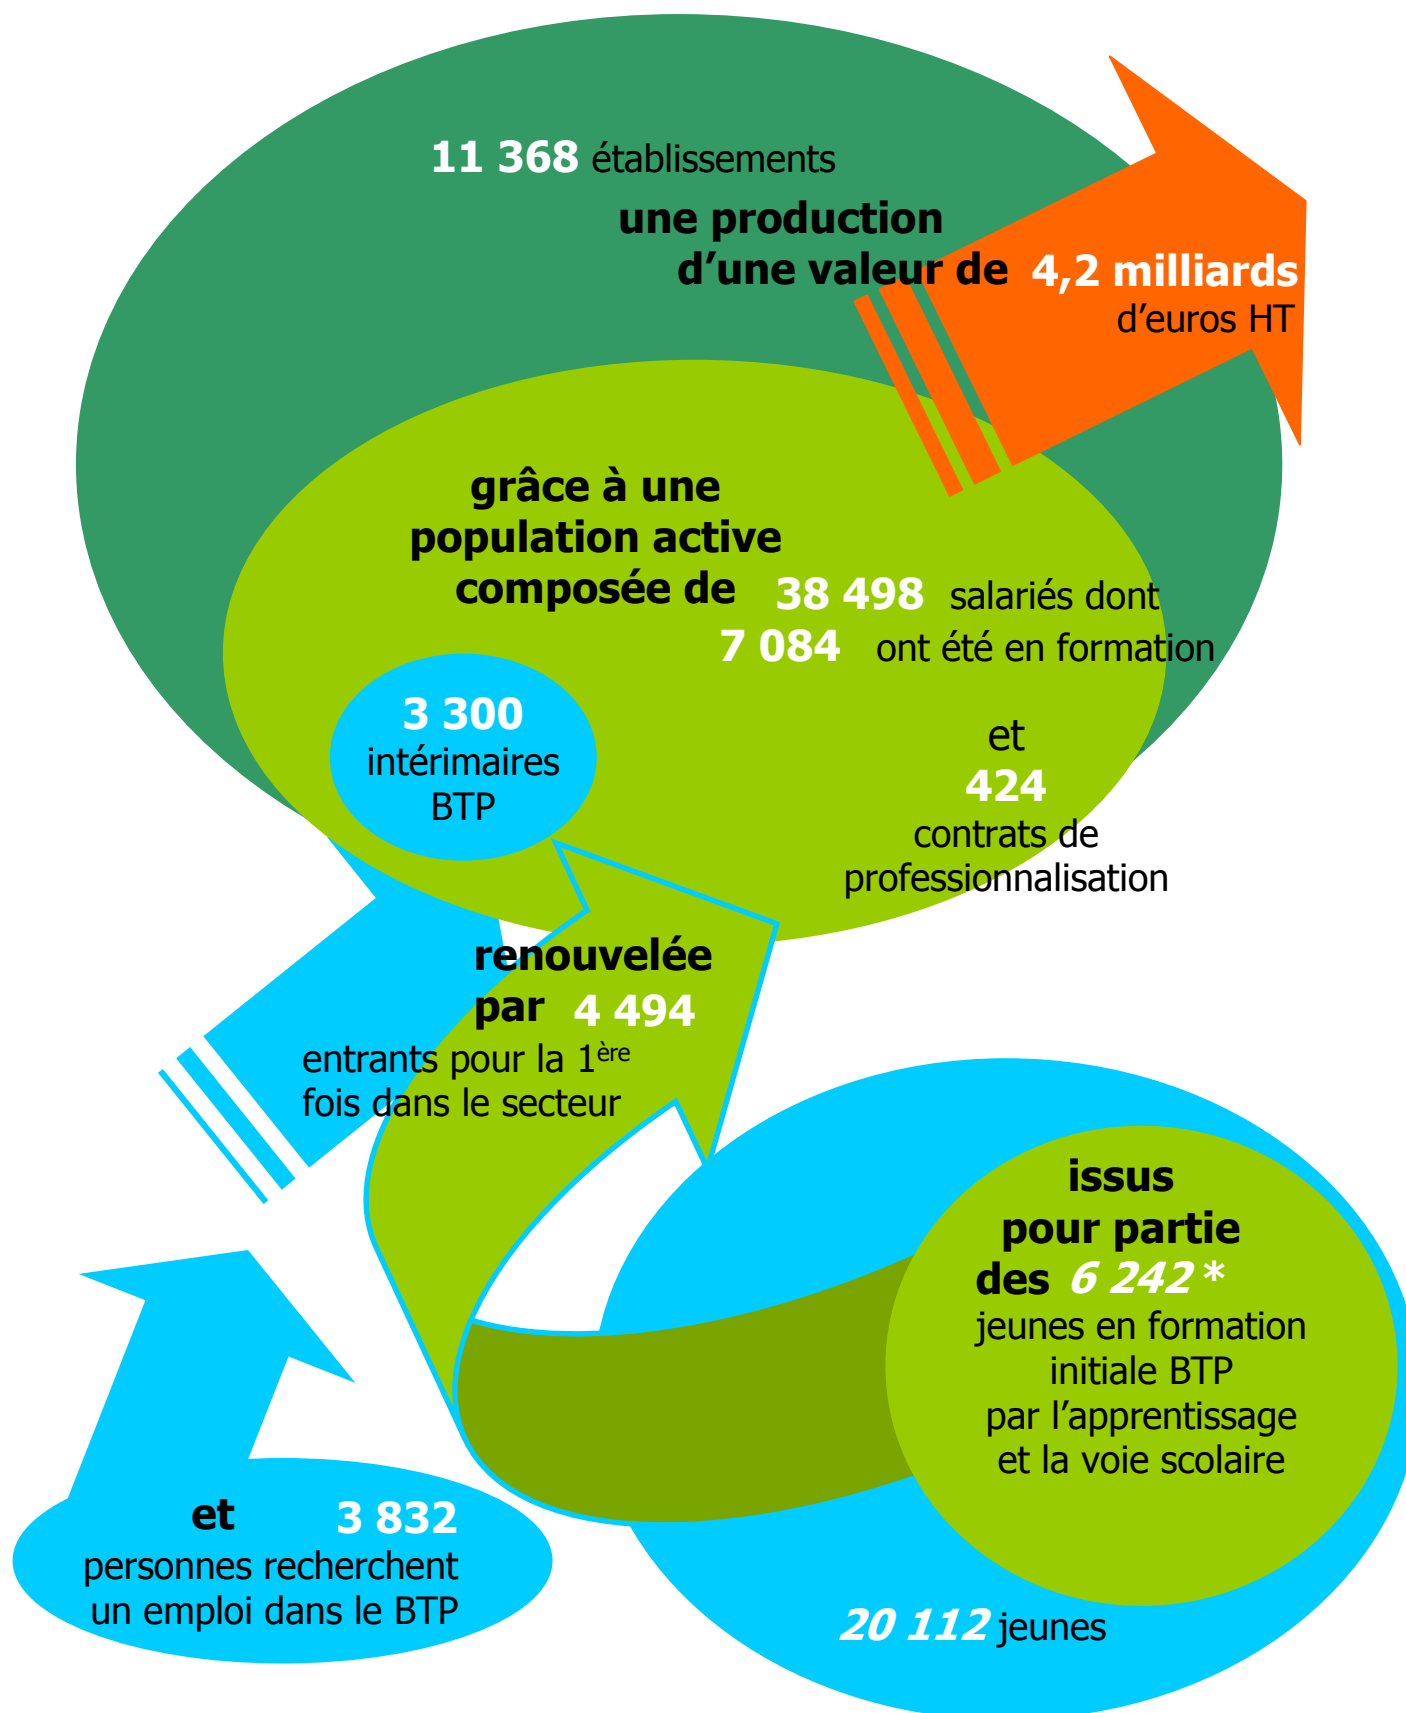 11 368 établissements
une production
d’une valeur de 4,2 milliards
d’euros HT
grâce à une
population active
composée de 38 498 salariés dont
7 084 ont été en formation
3 300
intérimaires
BTP
et
424
contrats de
professionnalisation
renouvelée
par 4 494
entrants pour la 1ère
fois dans le secteur
issus
pour partie
des 6 242 *
jeunes en formation
initiale BTP
par l’apprentissage
et la voie scolaire
et 3 832
personnes recherchent
un emploi dans le BTP
20 112 jeunes